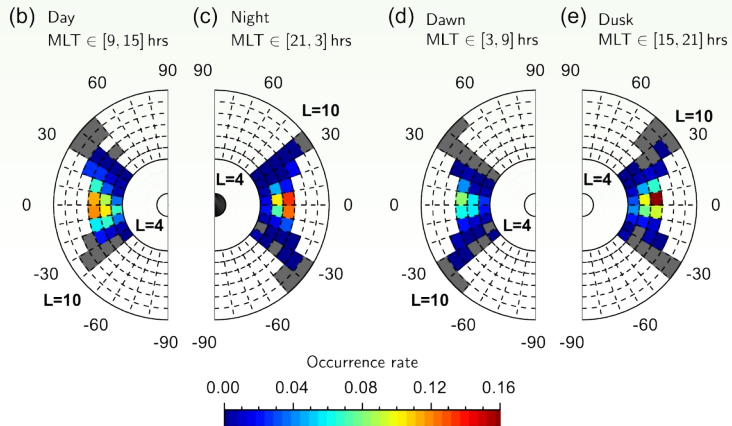 (b) Day
MLT ∈ [9, 15] hrs
(c) Night
MLT ∈ [21, 3] hrs
(d) Dawn
MLT ∈ [3, 9] hrs
(e) Dusk
MLT ∈ [15, 21] hrs
90
60
30
0
-30
-60
-90
L=4
L=10
90
60
30
0
-30
-60
-90
L=4
L=10
90
60
30
0
-30
-60
-90
L=4
L=10
90
60
30
0
-30
-60
-90
L=4
L=10
Occurrence rate
0.00 0.04 0.08 0.12 0.16